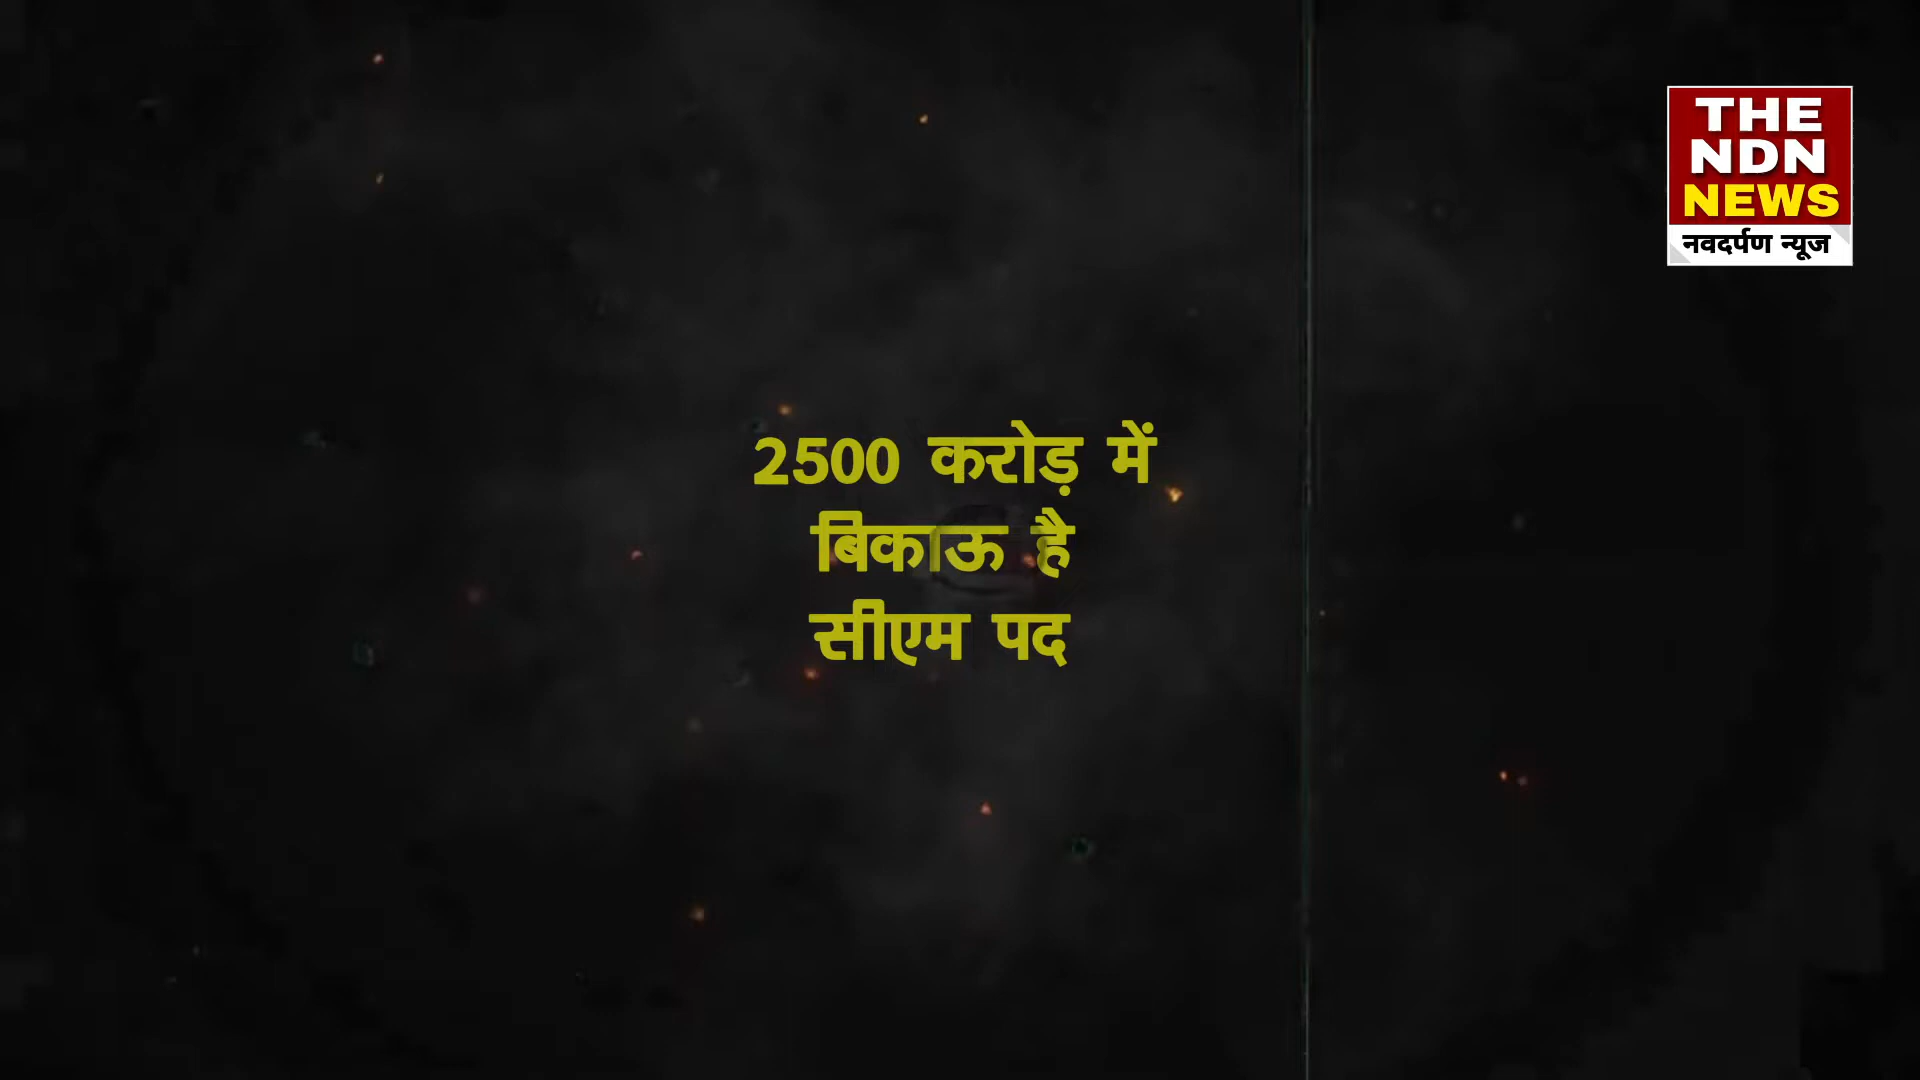 THE
NDN
NEWS
नवदर्पण न्यूज
2500 करोड़ में
बिकाऊ है
सीएम पद